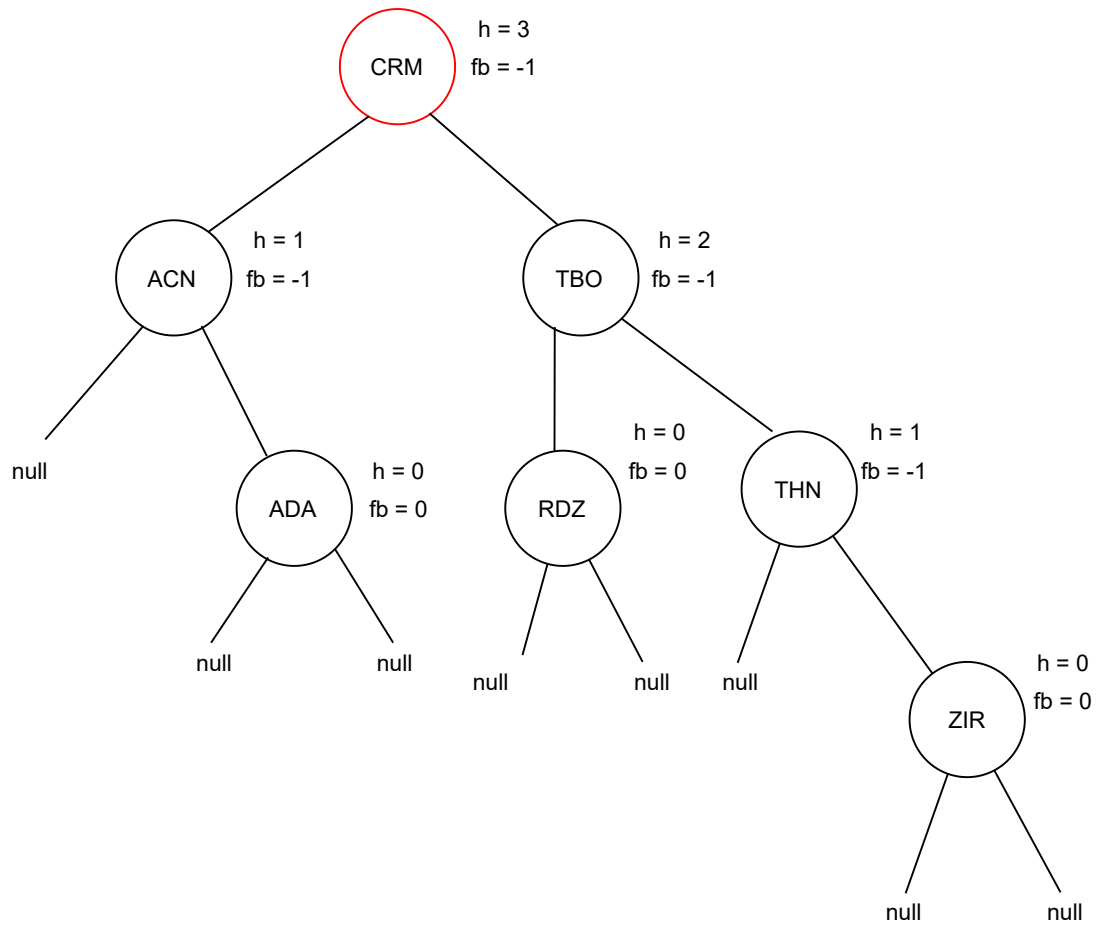 h = 3
CRM
fb = -1
h = 1
fb = -1
ACN
h = 2
fb = -1
TBO
null
h = 0
fb = 0
ADA
h = 0
fb = 0
RDZ
h = 1
fb = -1
THN
null
null
null
null
null
h = 0
fb = 0
ZIR
null
null